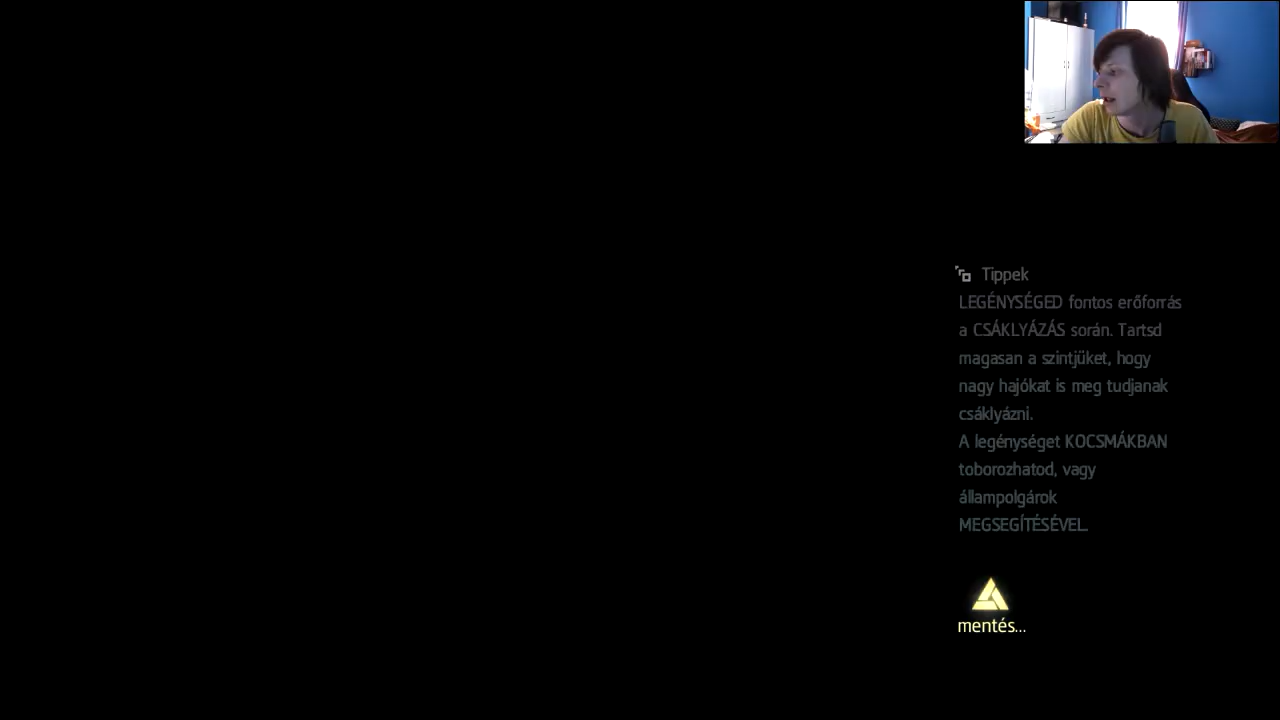 Tippek
LEGÉNYSÉGED fontos erőforrás
a CSÁKLYÁZÁS során. Tartsd
magasan a szintjüket, hogy
nagy hajókat is meg tudjanak
csáklyázni.
A legénységet KOCSMÁKBAN
toborozhatod, vagy
állampolgárok
MEGSEGÍTÉSÉVEL.
mentés...